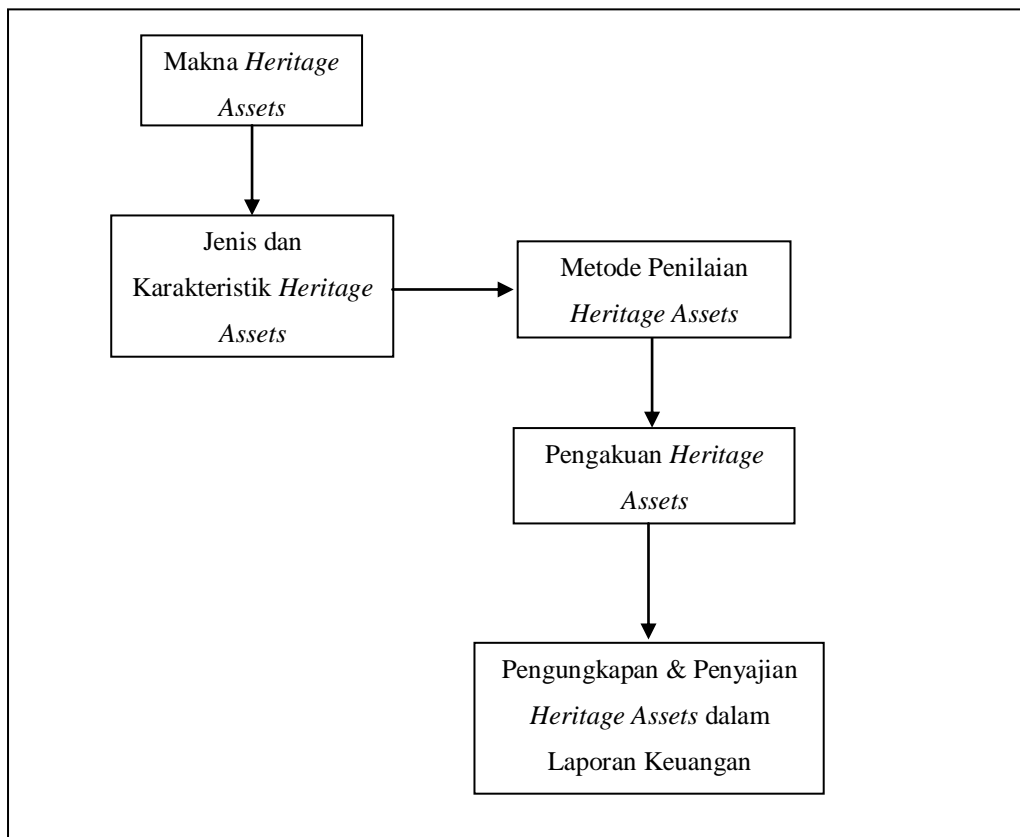 Makna Heritage
Assets
Jenis dan
Karakteristik Heritage
Assets
Metode Penilaian
Heritage Assets
Pengakuan Heritage
Assets
Pengungkapan & Penyajian
Heritage Assets dalam
Laporan Keuangan